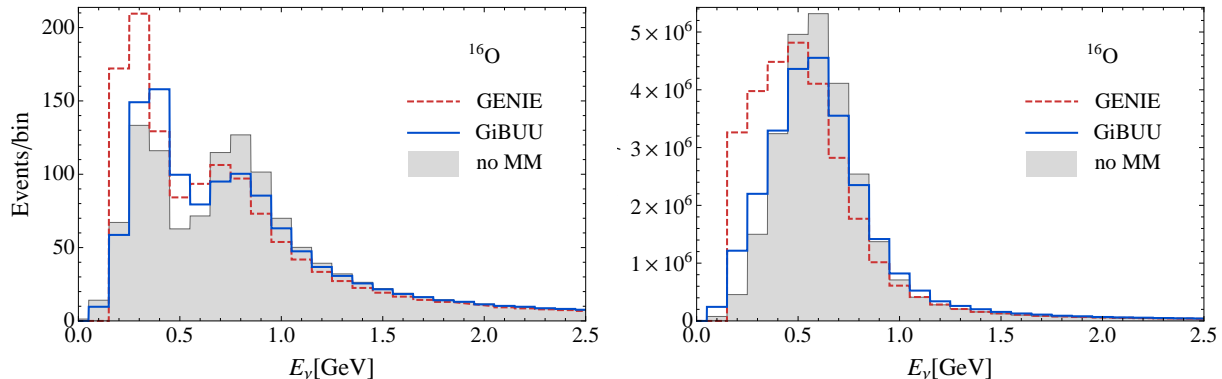 200
150
100
50
0
Events/bin
¹⁶O
GENIE
GiBUU
no MM
0.0 0.5 1.0 1.5 2.0 2.5
Eᵥ[GeV]
5 × 10⁶
4 × 10⁶
3 × 10⁶
2 × 10⁶
1 × 10⁶
0
¹⁶O
GENIE
GiBUU
no MM
0.0 0.5 1.0 1.5 2.0 2.5
Eᵥ[GeV]